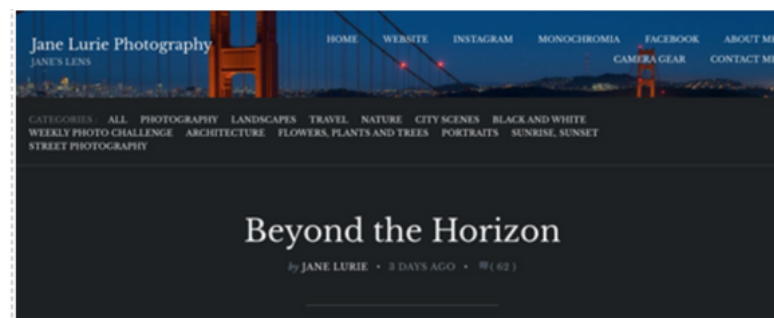 Jane Lurie Photography
JANE'S LENS
HOME WEBSITE INSTAGRAM MONOCHROMIA FACEBOOK ABOUT ME
CAMERA GEAR CONTACT ME
CATEGORIES : ALL PHOTOGRAPHY LANDSCAPES TRAVEL NATURE CITY SCENES BLACK AND WHITE
WEEKLY PHOTO CHALLENGE ARCHITECTURE FLOWERS, PLANTS AND TREES PORTRAITS SUNRISE, SUNSET
STREET PHOTOGRAPHY
Beyond the Horizon
by JANE LURIE • 3 DAYS AGO • ( 62 )